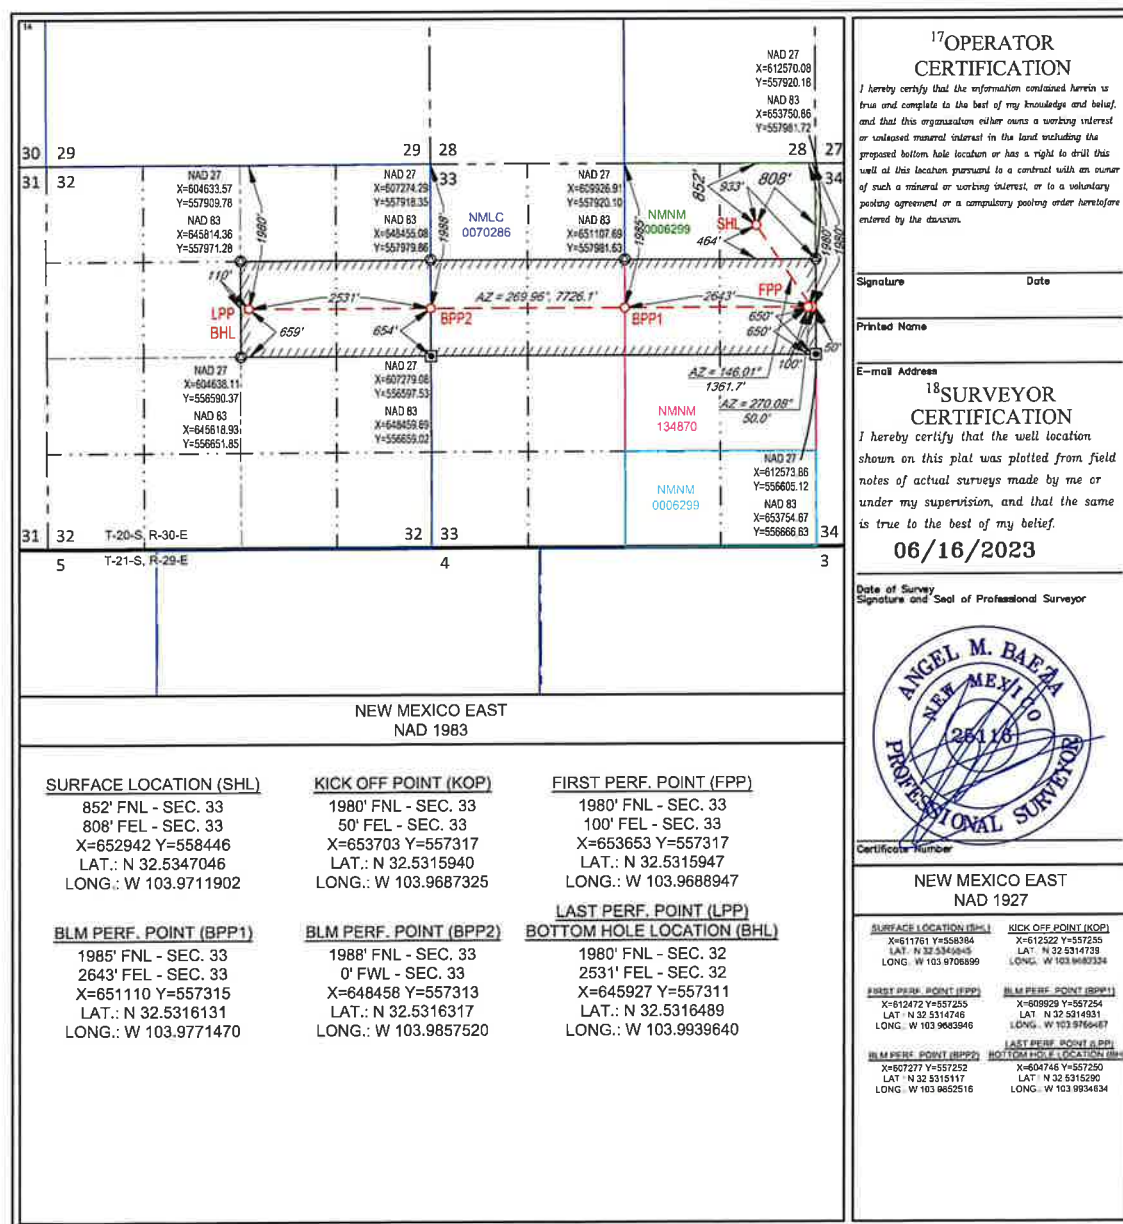 14
NAD 27
X=612570.08
Y=557920.18
NAD 83
X=653750.86
Y=557981.72
30 29
29 28
28 27
31 32
33
34
NAD 27
X=604633.57
Y=557909.78
NAD 83
X=645814.36
Y=557971.28
1980'
NAD 27
X=607274.29
Y=557918.35
NAD 83
X=648455.08
Y=557979.86
1988'
NMLC
0070286
NAD 27
X=609926.91
Y=557920.10
NAD 83
X=651107.69
Y=557981.63
1985'
NMNM
0006299
852'
933'
808'
SHL
464'
1980'
1980'
110'
LPP
BHL
2531'
AZ = 269.96°, 7726.1'
2643'
FPP
BPP2
BPP1
659'
654'
650'
650'
50'
100'
AZ = 146.01°
1361.7'
AZ = 270.08°
50.0'
NAD 27
X=604638.11
Y=556590.37
NAD 83
X=645818.93
Y=556651.85
NAD 27
X=607279.08
Y=556597.53
NAD 83
X=648459.89
Y=556659.02
NMNM
134870
NMNM
0006299
NAD 27
X=612573.86
Y=556605.12
NAD 83
X=653754.67
Y=556666.63
31 32
T-20-S, R-30-E
32 33
34
T-21-S, R-29-E
5
4
3
NEW MEXICO EAST
NAD 1983
SURFACE LOCATION (SHL)
852' FNL - SEC. 33
808' FEL - SEC. 33
X=652942 Y=558446
LAT.: N 32.5347046
LONG.: W 103.9711902
KICK OFF POINT (KOP)
1980' FNL - SEC. 33
50' FEL - SEC. 33
X=653703 Y=557317
LAT.: N 32.5315940
LONG.: W 103.9687325
FIRST PERF. POINT (FPP)
1980' FNL - SEC. 33
100' FEL - SEC. 33
X=653653 Y=557317
LAT.: N 32.5315947
LONG.: W 103.9688947
BLM PERF. POINT (BPP1)
1985' FNL - SEC. 33
2643' FEL - SEC. 33
X=651110 Y=557315
LAT.: N 32.5316131
LONG.: W 103.9771470
BLM PERF. POINT (BPP2)
1988' FNL - SEC. 33
0' FWL - SEC. 33
X=648458 Y=557313
LAT.: N 32.5316317
LONG.: W 103.9857520
LAST PERF. POINT (LPP)
BOTTOM HOLE LOCATION (BHL)
1980' FNL - SEC. 32
2531' FEL - SEC. 32
X=645927 Y=557311
LAT.: N 32.5316489
LONG.: W 103.9939640
17OPERATOR
CERTIFICATION
I hereby certify that the information contained herein is
true and complete to the best of my knowledge and belief,
and that this organization either owns a working interest
or unleased mineral interest in the land including the
proposed bottom hole location or has a right to drill this
well at this location pursuant to a contract with an owner
of such a mineral or working interest, or to a voluntary
pooling agreement or a compulsory pooling order heretofore
entered by the division.
Signature Date
Printed Name
E-mail Address
18SURVEYOR
CERTIFICATION
I hereby certify that the well location
shown on this plat was plotted from field
notes of actual surveys made by me or
under my supervision, and that the same
is true to the best of my belief.
06/16/2023
Date of Survey
Signature and Seal of Professional Surveyor
ANGEL M. BAEZA
NEW MEXICO
25116
PROFESSIONAL SURVEYOR
Certificate Number
NEW MEXICO EAST
NAD 1927
SURFACE LOCATION (SHL)
X=611761 Y=558384
LAT.: N 32.5345845
LONG.: W 103.9706899
KICK OFF POINT (KOP)
X=612522 Y=557255
LAT.: N 32.5314739
LONG.: W 103.9682324
FIRST PERF. POINT (FPP)
X=612472 Y=557255
LAT.: N 32.5314746
LONG.: W 103.9683946
BLM PERF. POINT (BPP1)
X=609929 Y=557254
LAT.: N 32.5314931
LONG.: W 103.9766467
BLM PERF. POINT (BPP2)
X=607277 Y=557252
LAT.: N 32.5315117
LONG.: W 103.9852516
LAST PERF. POINT (LPP)
BOTTOM HOLE LOCATION (BH
X=604746 Y=557250
LAT.: N 32.5315290
LONG.: W 103.9934634